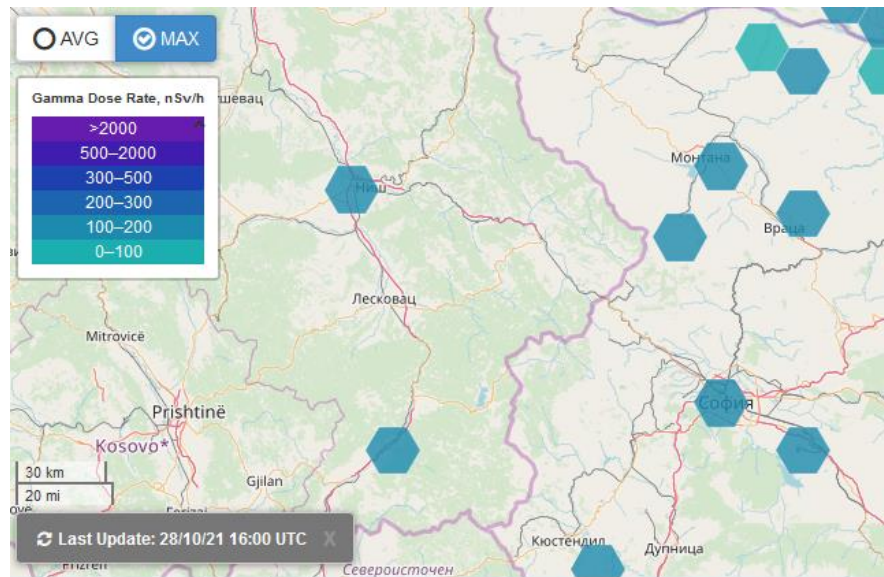 AVG
MAX
Gamma Dose Rate, nSv/h
>2000
500–2000
300–500
200–300
100–200
0–100
шевац
Ниш
Монтана
Враца
Лесковац
Mitrovicë
Prishtinë
Kosovo*
София
30 km
20 mi
Gjilan
Last Update: 28/10/21 16:00 UTC X
Кюстендил
Дупница
Североисточен